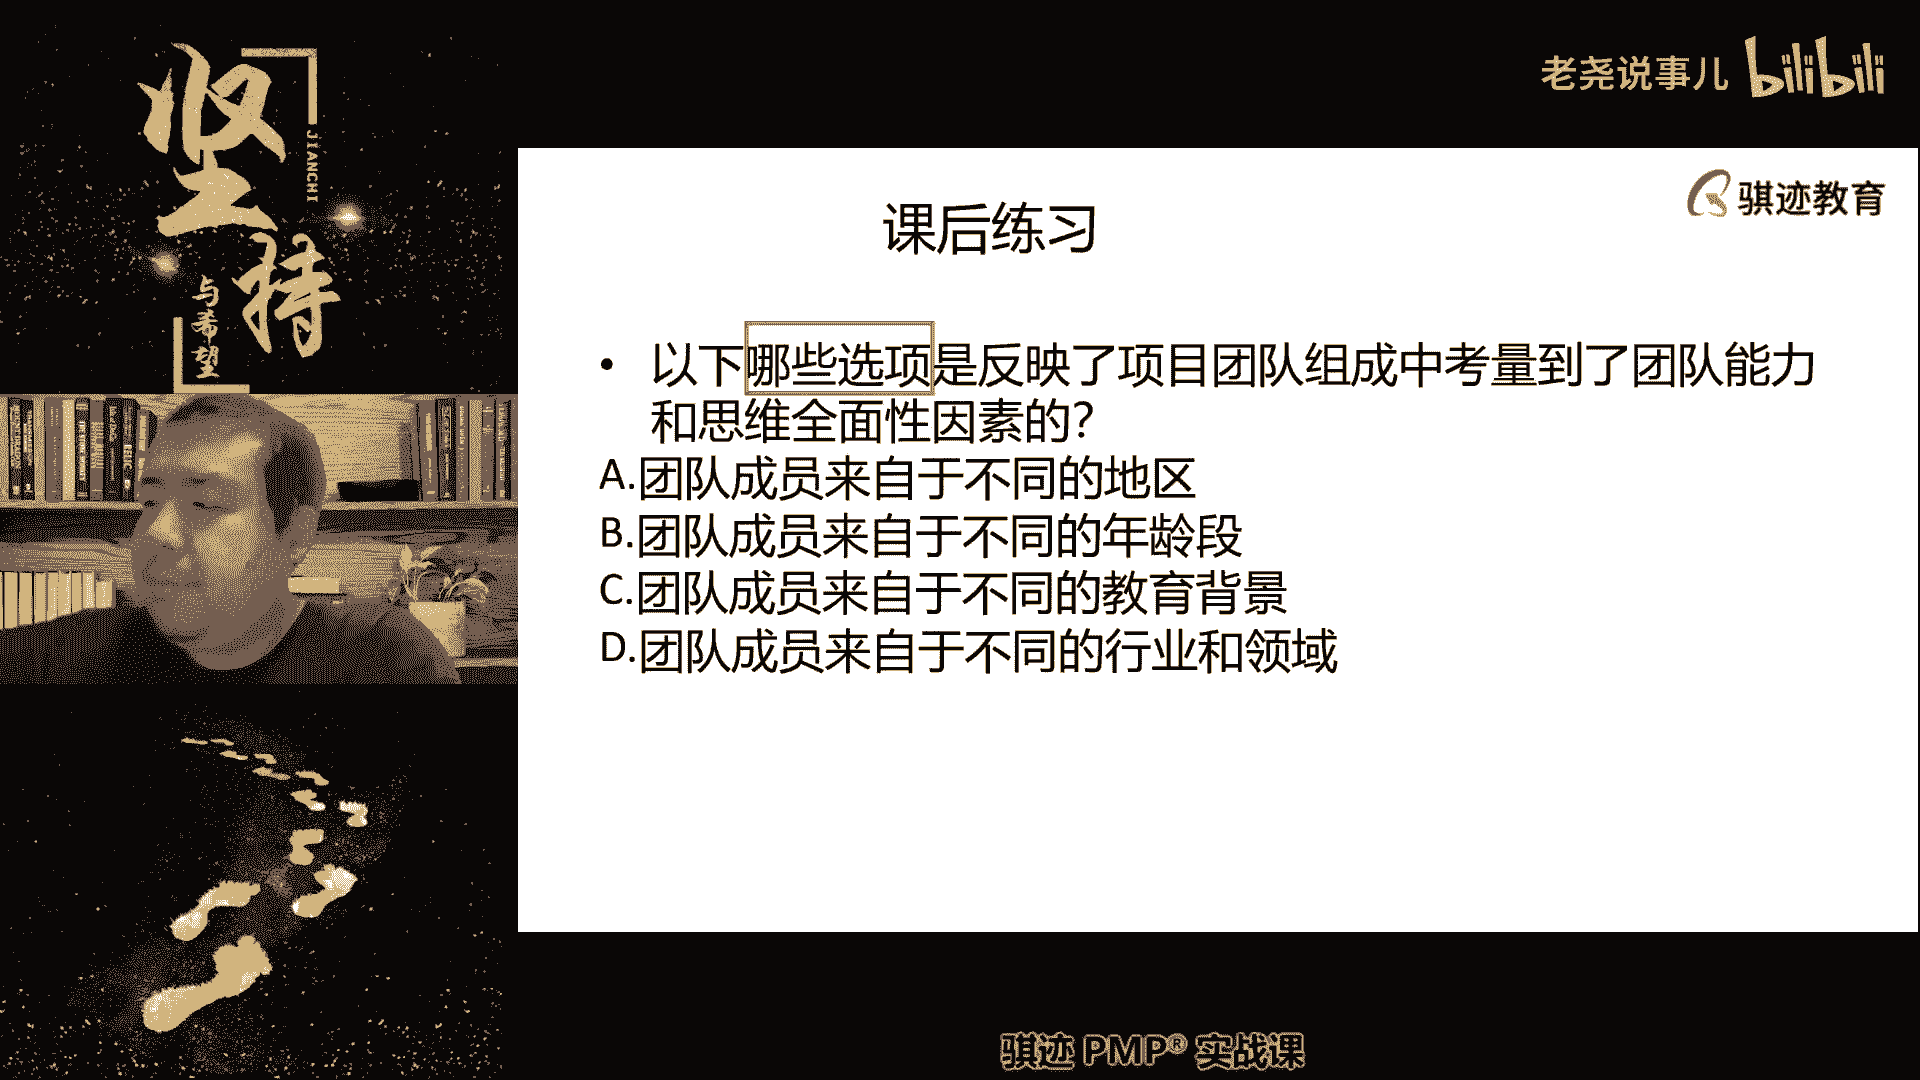 坚持
JIANCHI
与希望
老尧说事儿 bilibili
骐迹教育
课后练习
• 以下哪些选项是反映了项目团队组成中考量到了团队能力
和思维全面性因素的？
A.团队成员来自于不同的地区
B.团队成员来自于不同的年龄段
C.团队成员来自于不同的教育背景
D.团队成员来自于不同的行业和领域
骐迹 PMP® 实战课